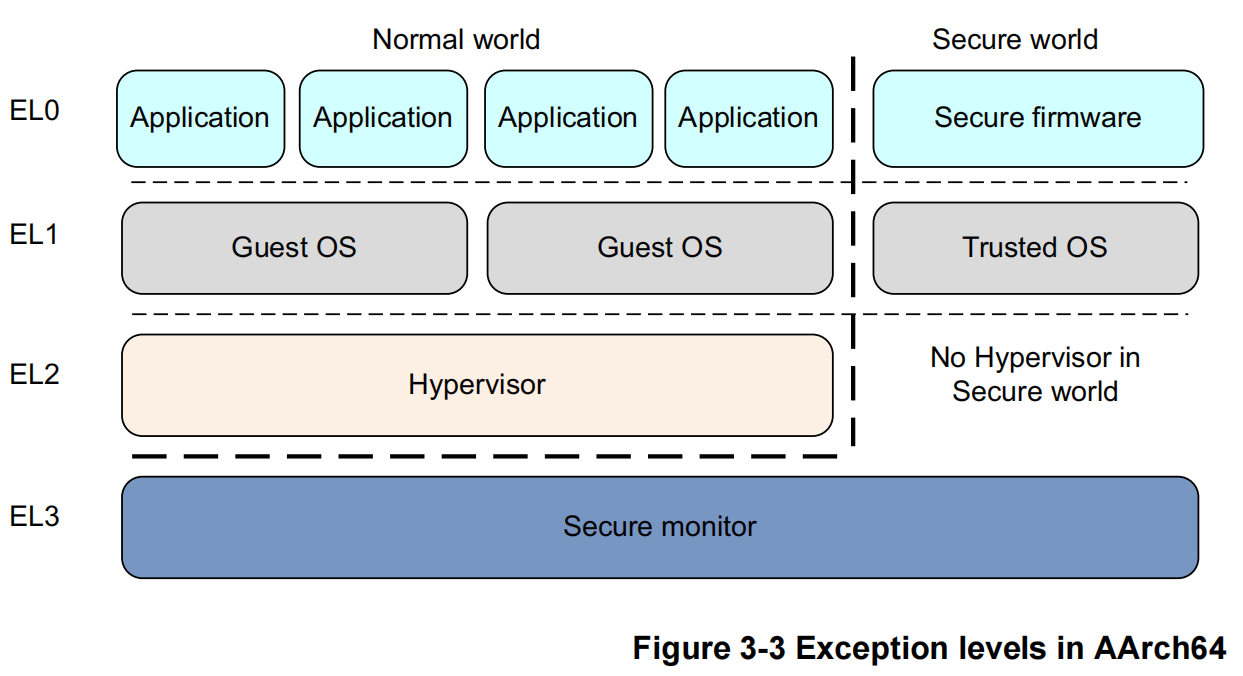 Normal world
Secure world
EL0
Application
Application
Application
Application
Secure firmware
EL1
Guest OS
Guest OS
Trusted OS
EL2
Hypervisor
No Hypervisor in
Secure world
EL3
Secure monitor
Figure 3-3 Exception levels in AArch64